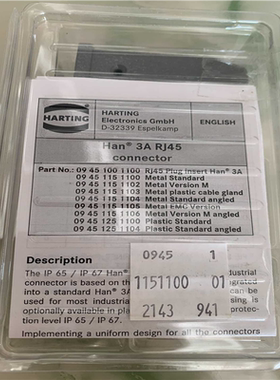 HARTING
Electronics GmbH
D-32339 Espelkamp
ENGLISH
HARTING
Han® 3A RJ45
connector
Part No.: 09 45 100 1100 RJ45 Plug insert Han® 3A
09 45 115 1100 Metal Standard
09 45 115 1102 Metal Version M
09 45 115 1103 Metal plastic cable gland
09 45 115 1104 Metal Standard angled
09 45 115 1105 Metal EMC Version
09 45 115 1106 Metal Version M angled
09 45 125 1100 Plastic Standard
09 45 125 1104 Plastic Standard angled
0945 1
1151100 01
2143 941
Description
The IP 65 / IP 67 Han® industrial
connector is based on the
into a standard Han® 3A
used for most industrial
optionally available in plas
tion level IP 65 / IP 67.
Implementing a uniform design for all the connectors